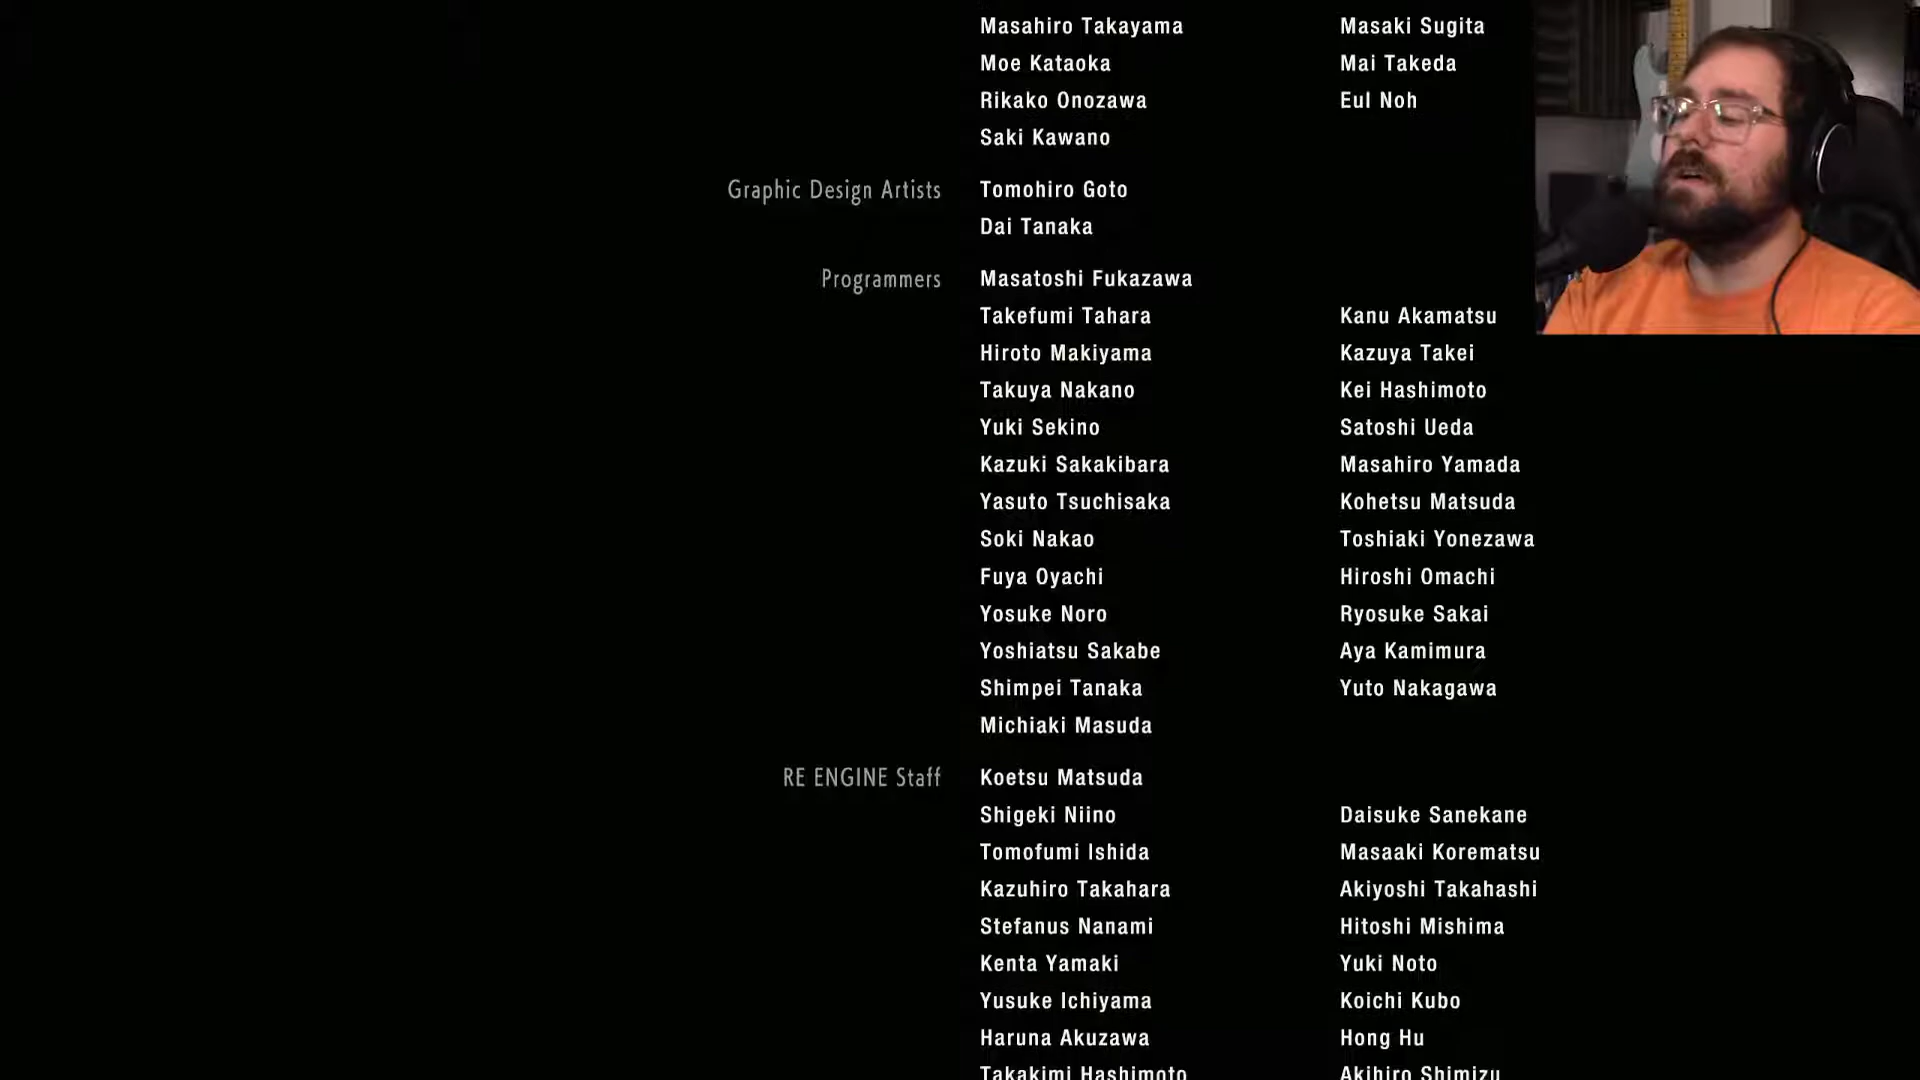 Masahiro Takayama Masaki Sugita
Moe Kataoka Mai Takeda
Rikako Onozawa Eul Noh
Saki Kawano
Graphic Design Artists Tomohiro Goto
Dai Tanaka
Programmers Masatoshi Fukazawa
Takefumi Tahara Kanu Akamatsu
Hiroto Makiyama Kazuya Takei
Takuya Nakano Kei Hashimoto
Yuki Sekino Satoshi Ueda
Kazuki Sakakibara Masahiro Yamada
Yasuto Tsuchisaka Kohetsu Matsuda
Soki Nakao Toshiaki Yonezawa
Fuya Oyachi Hiroshi Omachi
Yosuke Noro Ryosuke Sakai
Yoshiatsu Sakabe Aya Kamimura
Shimpei Tanaka Yuto Nakagawa
Michiaki Masuda
RE ENGINE Staff Koetsu Matsuda
Shigeki Niino Daisuke Sanekane
Tomofumi Ishida Masaaki Korematsu
Kazuhiro Takahara Akiyoshi Takahashi
Stefanus Nanami Hitoshi Mishima
Kenta Yamaki Yuki Noto
Yusuke Ichiyama Koichi Kubo
Haruna Akuzawa Hong Hu
Takakimi Hashimoto Akihiro Shimizu